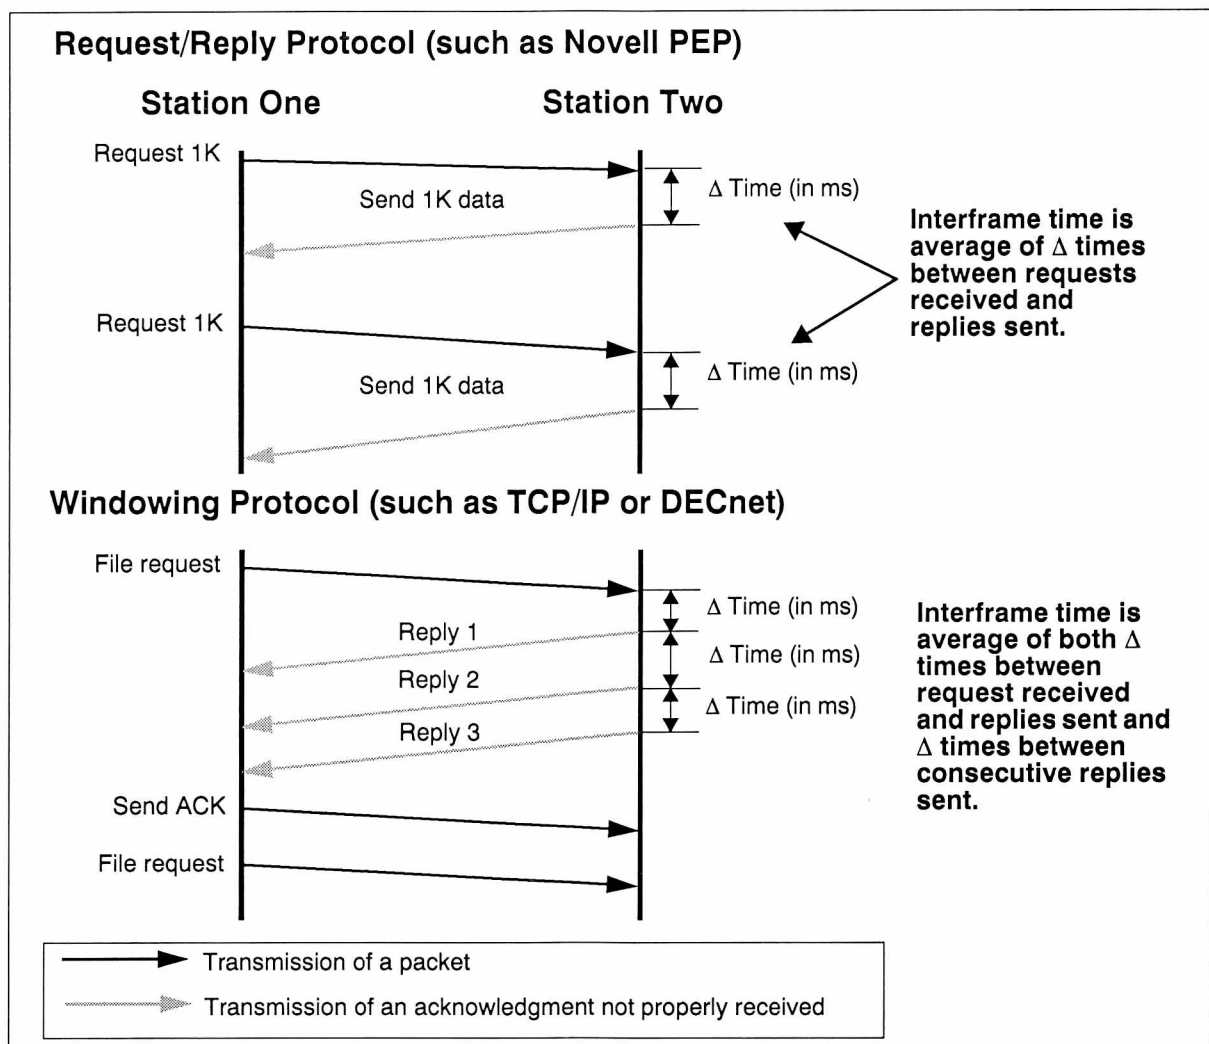 Request/Reply Protocol (such as Novell PEP)
Station One
Station Two
Request 1K
Δ Time (in ms)
Send 1K data
Interframe time is
average of Δ times
between requests
received and
replies sent.
Request 1K
Δ Time (in ms)
Send 1K data
Windowing Protocol (such as TCP/IP or DECnet)
File request
Δ Time (in ms)
Reply 1
Δ Time (in ms)
Reply 2
Δ Time (in ms)
Reply 3
Interframe time is
average of both Δ
times between
request received
and replies sent and
Δ times between
consecutive replies
sent.
Send ACK
File request
Transmission of a packet
Transmission of an acknowledgment not properly received